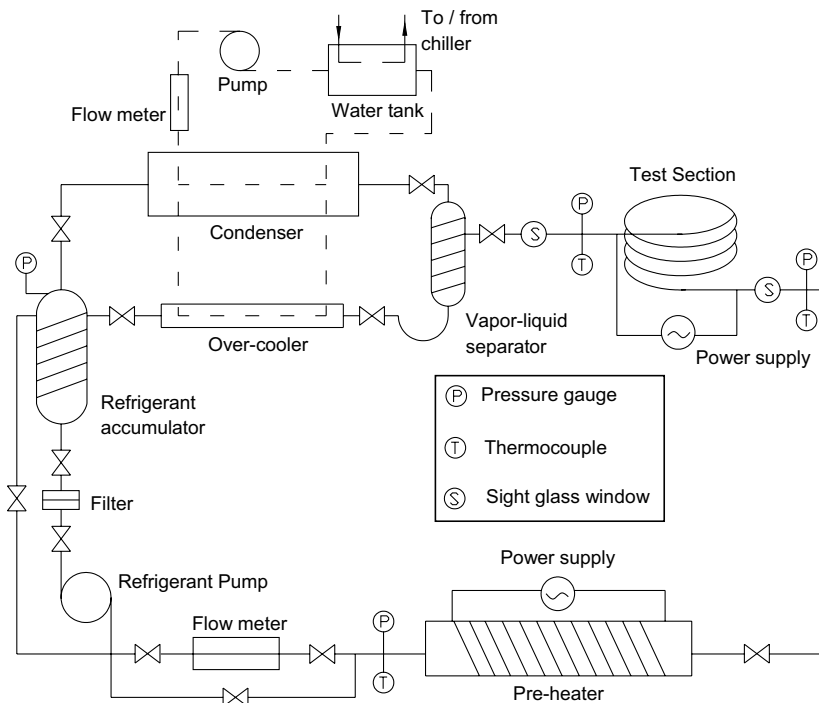 To / from
chiller
Pump
Water tank
Flow meter
Condenser
Test Section
P
P
P
S
S
T
T
Over-cooler
Vapor-liquid
separator
Power supply
Refrigerant
accumulator
P Pressure gauge
T Thermocouple
S Sight glass window
Filter
Power supply
Refrigerant Pump
Flow meter
P
T
Pre-heater